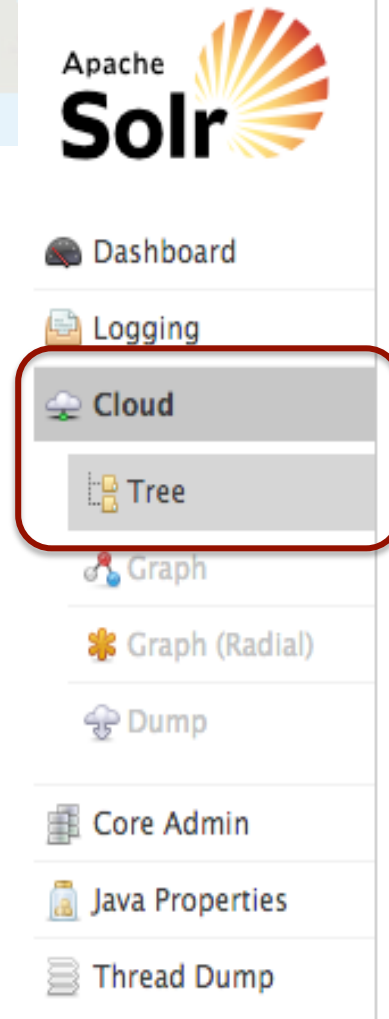 Apache
Solr
Dashboard
Logging
Cloud
Tree
Graph
Graph (Radial)
Dump
Core Admin
Java Properties
Thread Dump